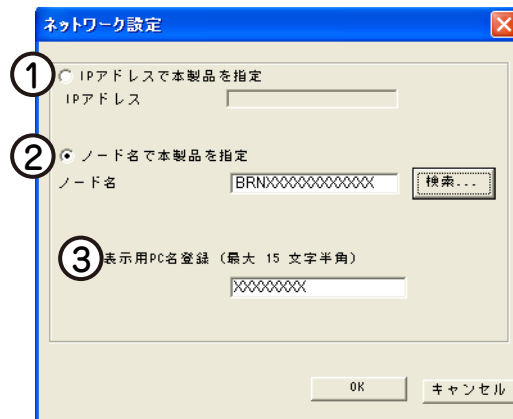 ネットワーク設定
① IPアドレスで本製品を指定
IPアドレス
② ノード名で本製品を指定
ノード名 BRNXXXXXXXXXXXX 検索...
③ 表示用PC名登録 (最大 15 文字半角)
XXXXXXXX
OK キャンセル